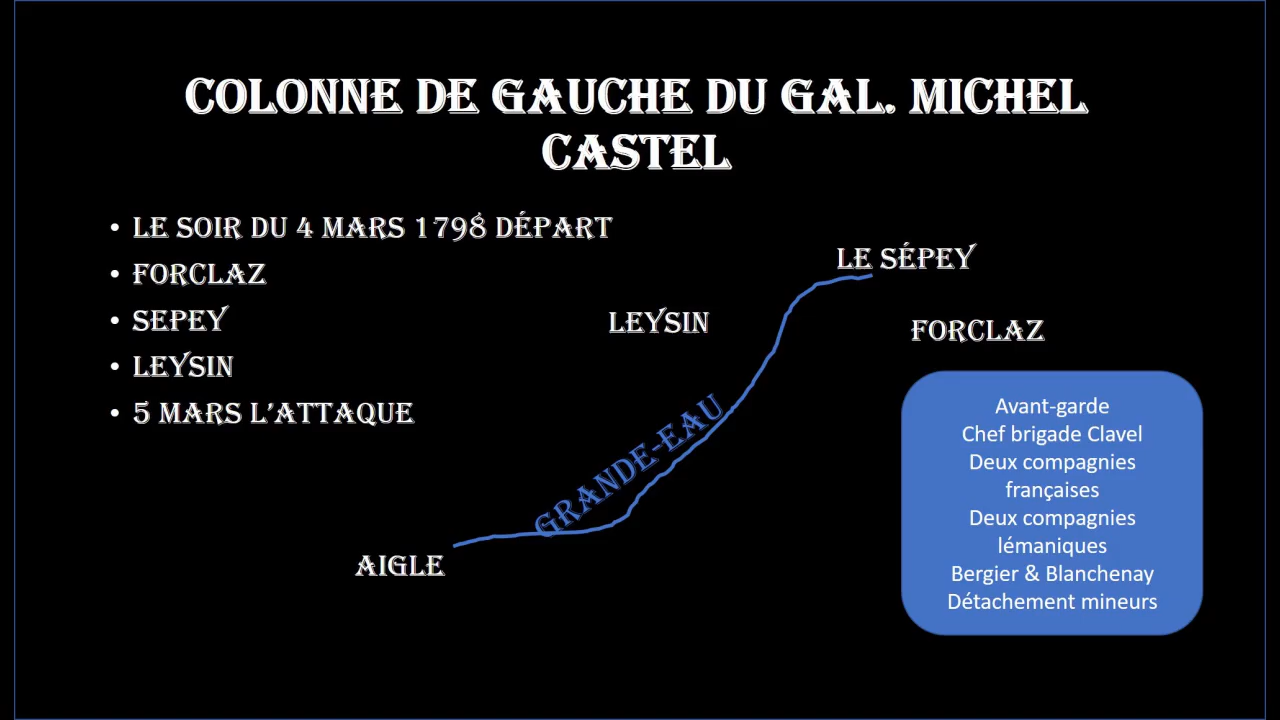 COLONNE DE GAUCHE DU GAL. MICHEL
CASTEL
• LE SOIR DU 4 MARS 1798 DÉPART
• FORCLAZ
• SEPEY
• LEYSIN
• 5 MARS L’ATTAQUE
LE SÉPEY
LEYSIN
FORCLAZ
GRANDE-EAU
AIGLE
Avant-garde
Chef brigade Clavel
Deux compagnies
françaises
Deux compagnies
lémaniques
Bergier & Blanchenay
Détachement mineurs